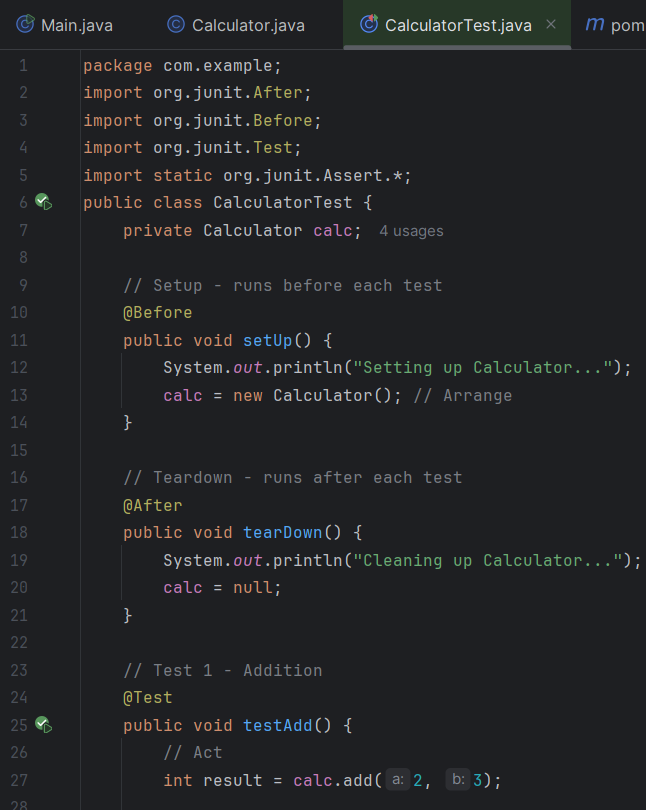 Main.java Calculator.java CalculatorTest.java × m pom
1 package com.example;
2 import org.junit.After;
3 import org.junit.Before;
4 import org.junit.Test;
5 import static org.junit.Assert.*;
6 public class CalculatorTest {
7 private Calculator calc; 4 usages
8
9 // Setup - runs before each test
10 @Before
11 public void setUp() {
12 System.out.println("Setting up Calculator...");
13 calc = new Calculator(); // Arrange
14 }
15
16 // Teardown - runs after each test
17 @After
18 public void tearDown() {
19 System.out.println("Cleaning up Calculator...");
20 calc = null;
21 }
22
23 // Test 1 - Addition
24 @Test
25 public void testAdd() {
26 // Act
27 int result = calc.add( a: 2, b: 3);
28